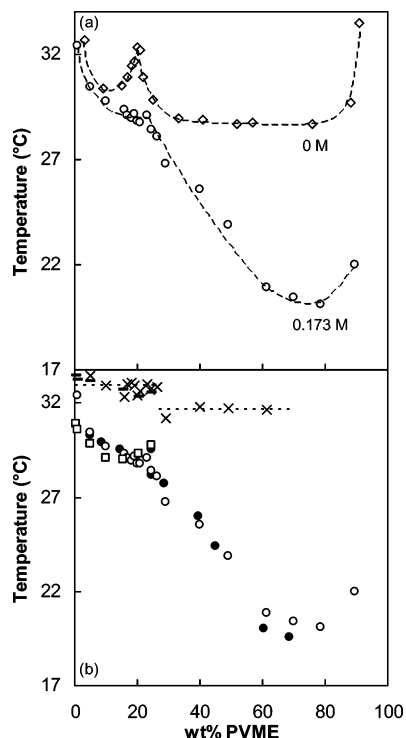 (a)
32
27
22
17
Temperature (°C)
0 M
0.173 M
32
27
22
17
Temperature (°C)
(b)
0
20
40
60
80
100
wt% PVME